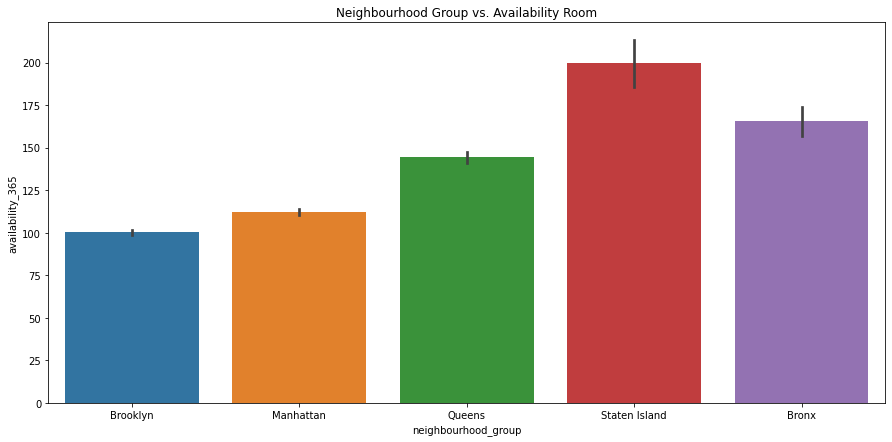 Neighbourhood Group vs. Availability Room
availability_365
200
175
150
125
100
75
50
25
0
Brooklyn Manhattan Queens Staten Island Bronx
neighbourhood_group